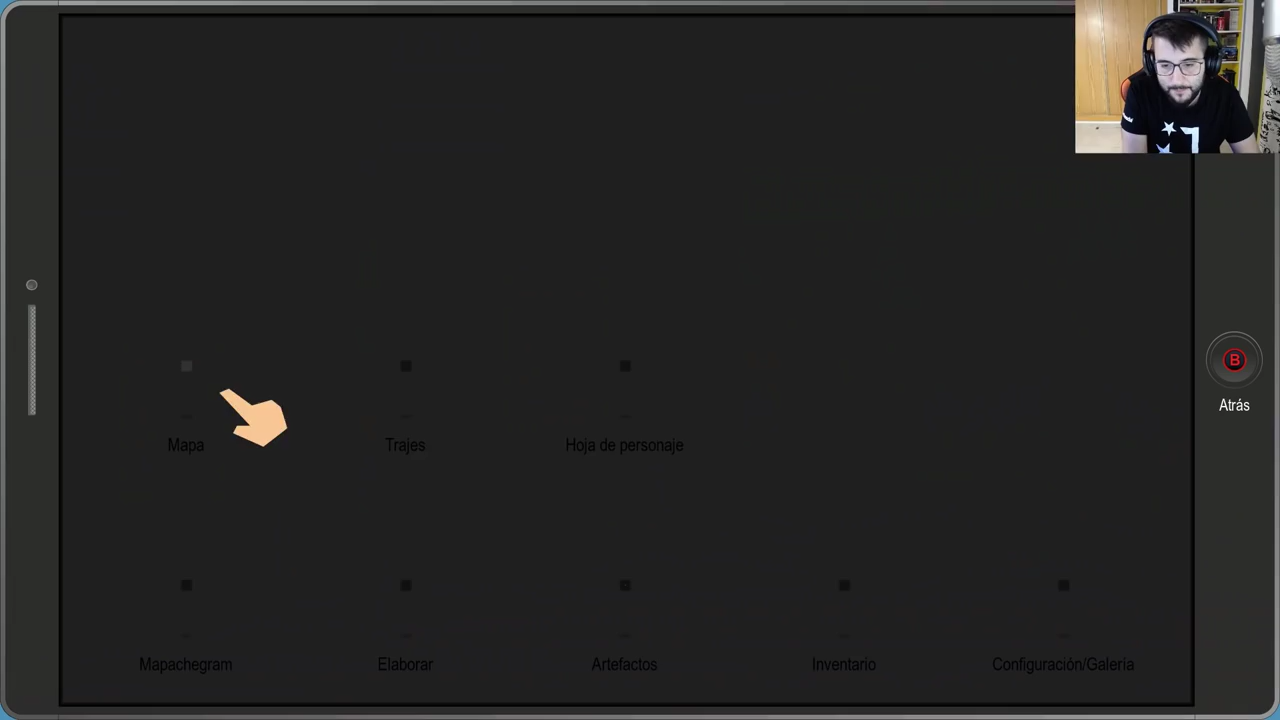 B
Atrás
Mapa
Trajes
Hoja de personaje
Mapachegram
Elaborar
Artefactos
Inventario
Configuración/Galería